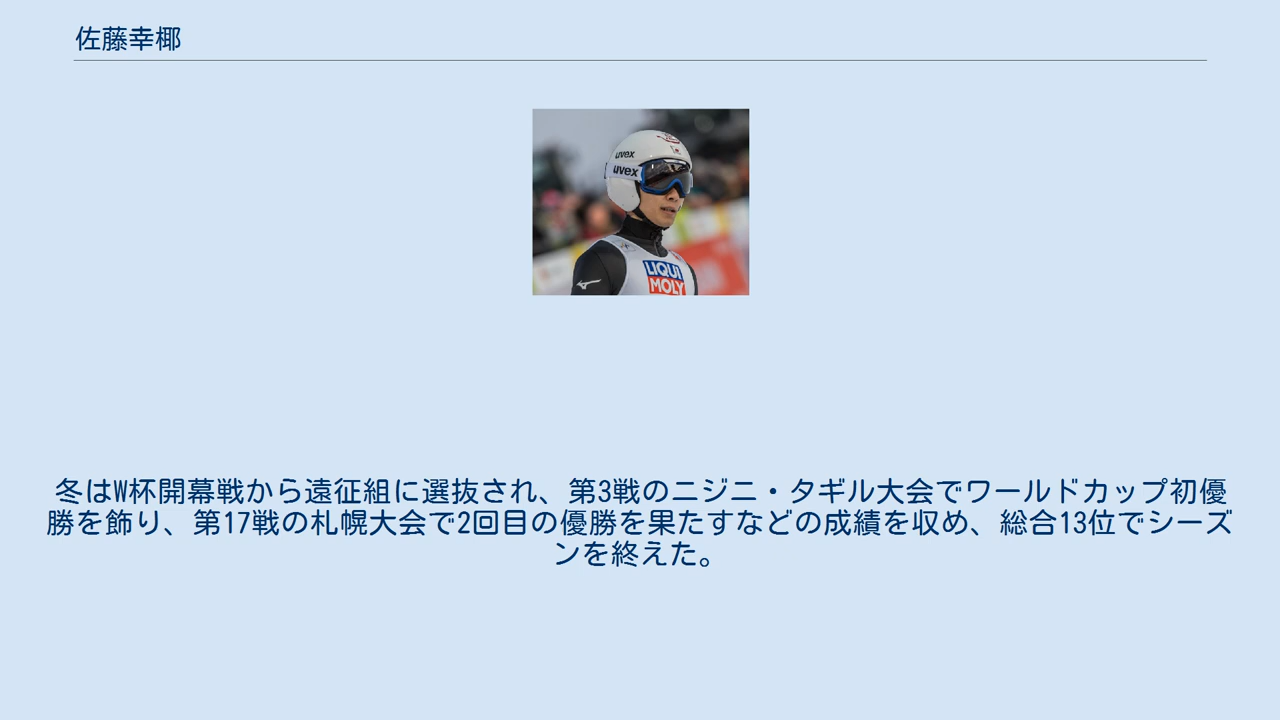 佐藤幸椰
uvex
uvex
LIQUI
MOLY
冬はW杯開幕戦から遠征組に選抜され、第3戦のニジニ・タギル大会でワールドカップ初優
勝を飾り、第17戦の札幌大会で2回目の優勝を果たすなどの成績を収め、総合13位でシーズ
ンを終えた。